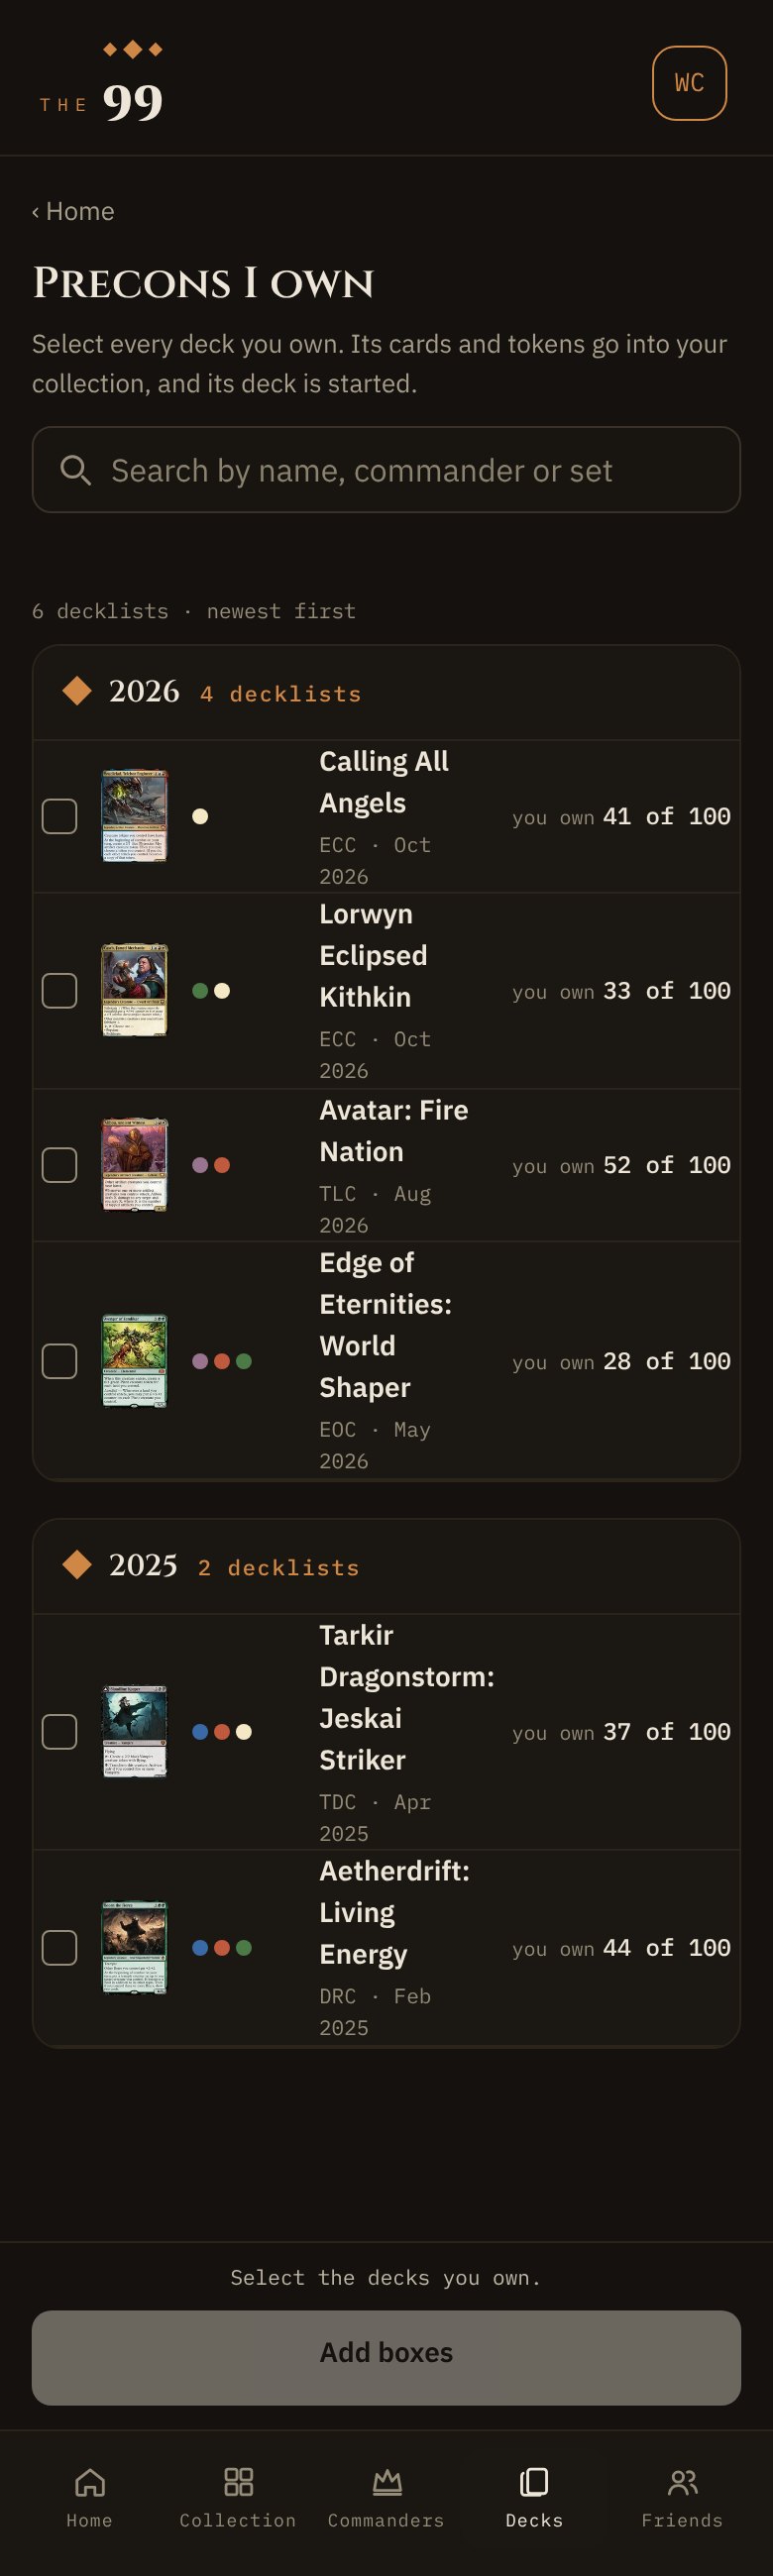 THE 99
WC
‹ Home
Precons I own
Select every deck you own. Its cards and tokens go into your
collection, and its deck is started.
Search by name, commander or set
6 decklists · newest first
2026 4 decklists
Calling All
Angels
ECC · Oct
2026
you own 41 of 100
Lorwyn
Eclipsed
Kithkin
ECC · Oct
2026
you own 33 of 100
Avatar: Fire
Nation
TLC · Aug
2026
you own 52 of 100
Edge of
Eternities:
World
Shaper
EOC · May
2026
you own 28 of 100
2025 2 decklists
Tarkir
Dragonstorm:
Jeskai
Striker
TDC · Apr
2025
you own 37 of 100
Aetherdrift:
Living
Energy
DRC · Feb
2025
you own 44 of 100
Select the decks you own.
Add boxes
Home
Collection
Commanders
Decks
Friends